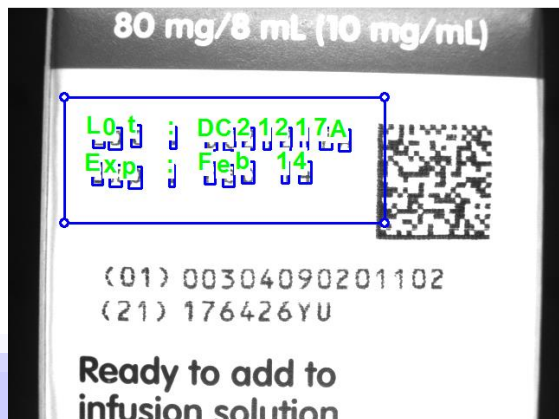 80 mg/8 mL (10 mg/mL)
L0t : DC21217A
Exp : Feb 14
(01) 00304090201102
(21) 176426YU
Ready to add to
infusion solution